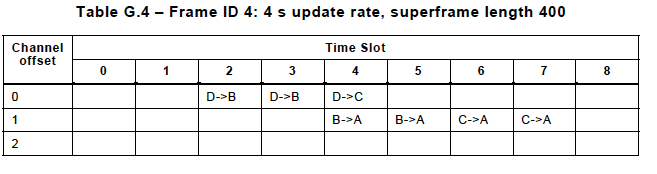 Table G.4 – Frame ID 4: 4 s update rate, superframe length 400
Channel offset Time Slot
0 1 2 3 4 5 6 7 8
0 D->B D->B D->C
1 B->A B->A C->A C->A
2